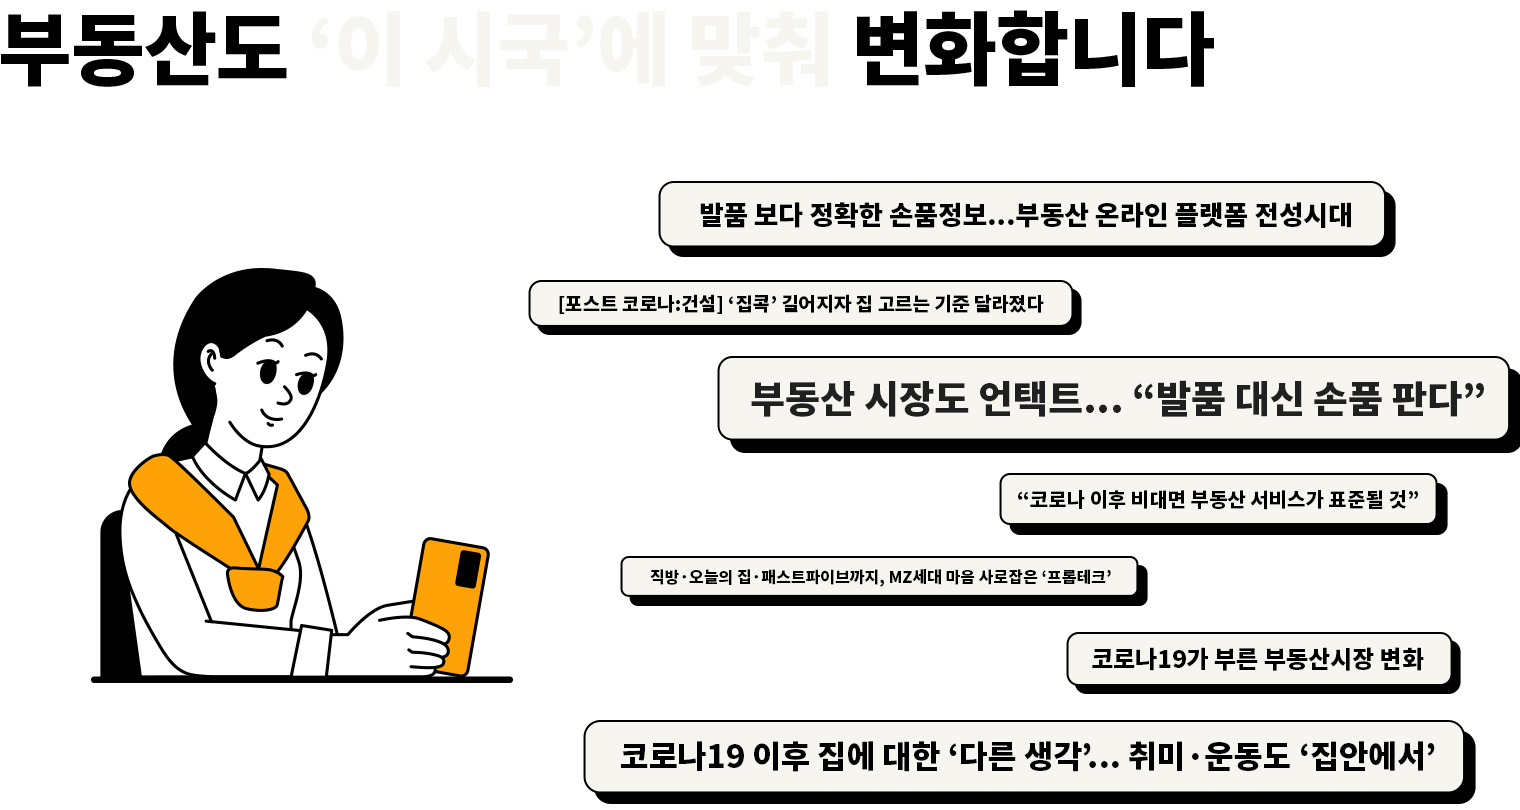 부동산도 ‘이 시국’에 맞춰 변화합니다
발품 보다 정확한 손품정보...부동산 온라인 플랫폼 전성시대
[포스트 코로나:건설] ‘집콕’ 길어지자 집 고르는 기준 달라졌다
부동산 시장도 언택트... “발품 대신 손품 판다”
“코로나 이후 비대면 부동산 서비스가 표준될 것”
직방·오늘의 집·패스트파이브까지, MZ세대 마음 사로잡은 ‘프롭테크’
코로나19가 부른 부동산시장 변화
코로나19 이후 집에 대한 ‘다른 생각’... 취미·운동도 ‘집안에서’